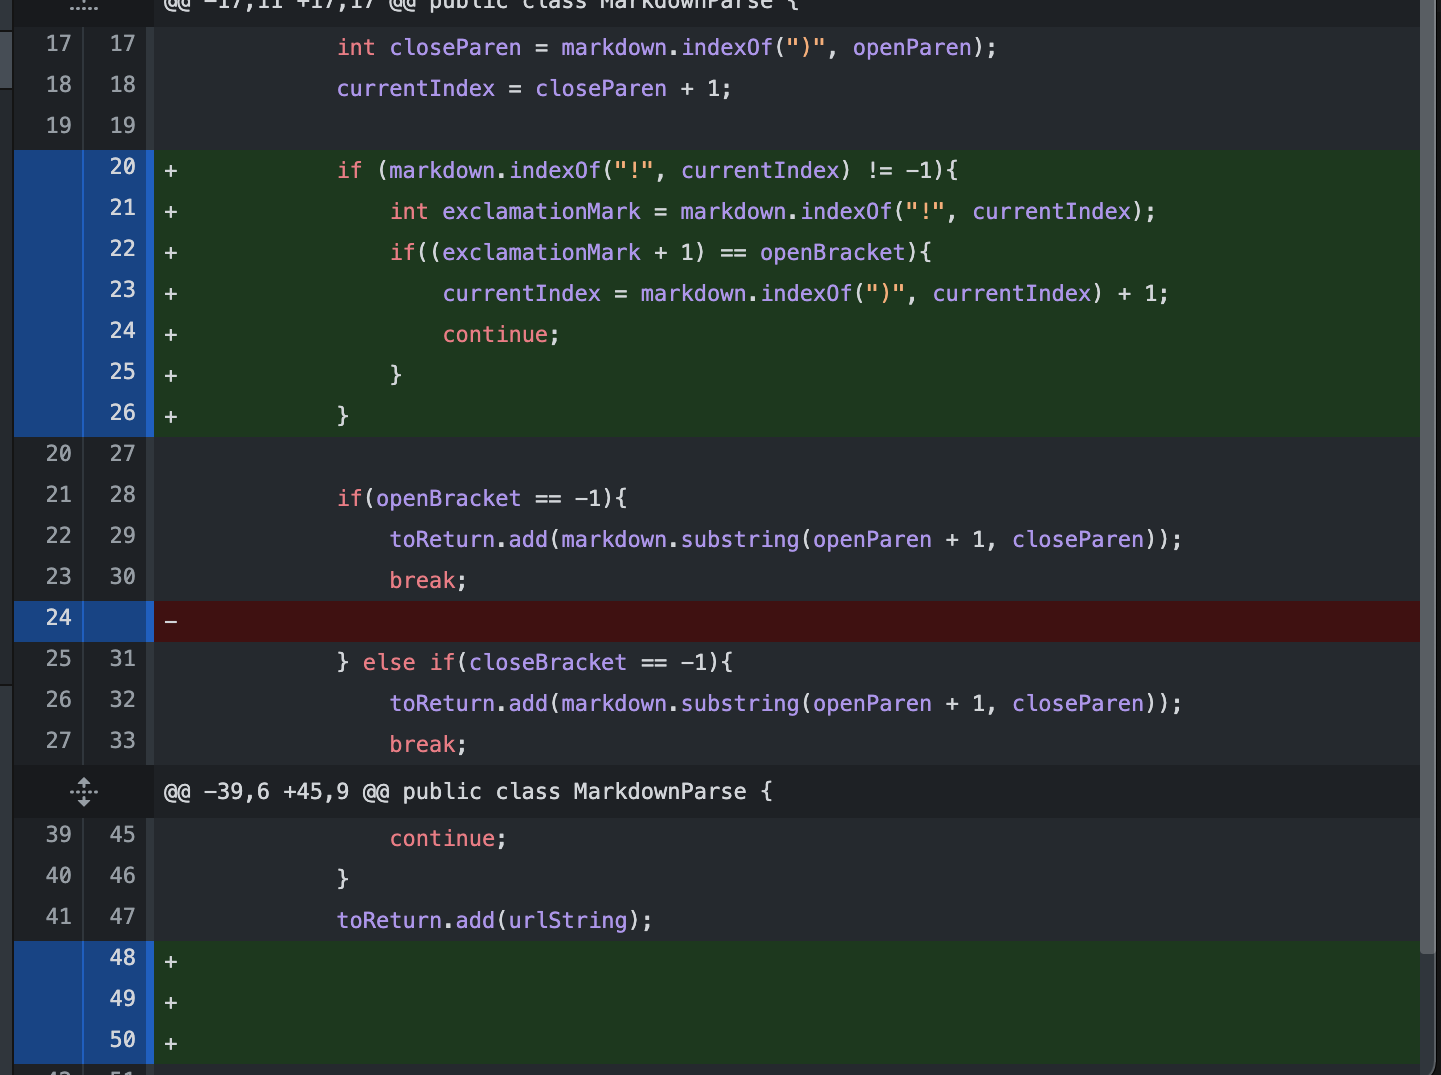 @@ -17,11 +17,17 @@ public class MarkdownParse {
17 17 int closeParen = markdown.indexOf(")", openParen);
18 18 currentIndex = closeParen + 1;
19 19
20 + if (markdown.indexOf("!", currentIndex) != -1){
21 + int exclamationMark = markdown.indexOf("!", currentIndex);
22 + if((exclamationMark + 1) == openBracket){
23 + currentIndex = markdown.indexOf(")", currentIndex) + 1;
24 + continue;
25 + }
26 + }
20 27
21 28 if(openBracket == -1){
22 29 toReturn.add(markdown.substring(openParen + 1, closeParen));
23 30 break;
24 -
25 31 } else if(closeBracket == -1){
26 32 toReturn.add(markdown.substring(openParen + 1, closeParen));
27 33 break;
@@ -39,6 +45,9 @@ public class MarkdownParse {
39 45 continue;
40 46 }
41 47 toReturn.add(urlString);
48 +
49 +
50 +